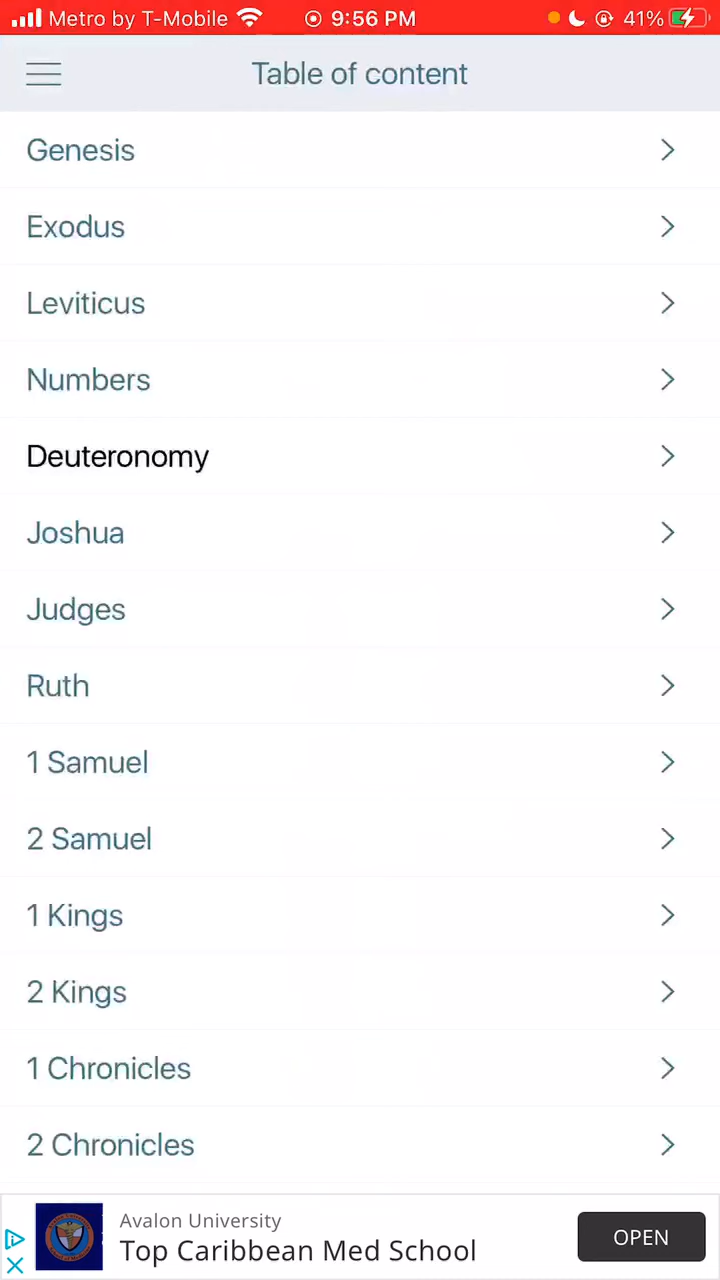 Metro by T-Mobile 9:56 PM 41%
Table of content
Genesis
Exodus
Leviticus
Numbers
Deuteronomy
Joshua
Judges
Ruth
1 Samuel
2 Samuel
1 Kings
2 Kings
1 Chronicles
2 Chronicles
Avalon University
Top Caribbean Med School
OPEN